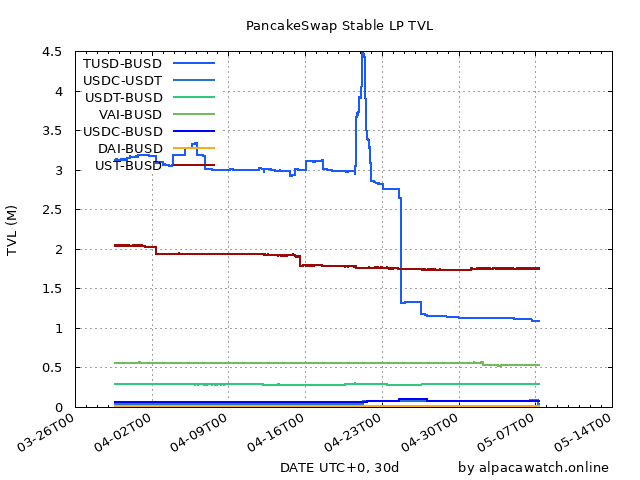 PancakeSwap Stable LP TVL
TUSD-BUSD
USDC-USDT
USDT-BUSD
VAI-BUSD
USDC-BUSD
DAI-BUSD
UST-BUSD
4.5
4
3.5
3
2.5
2
1.5
1
0.5
0
TVL (M)
03-26T00
04-02T00
04-09T00
04-16T00
04-23T00
04-30T00
05-07T00
05-14T00
DATE UTC+0, 30d
by alpacawatch.online